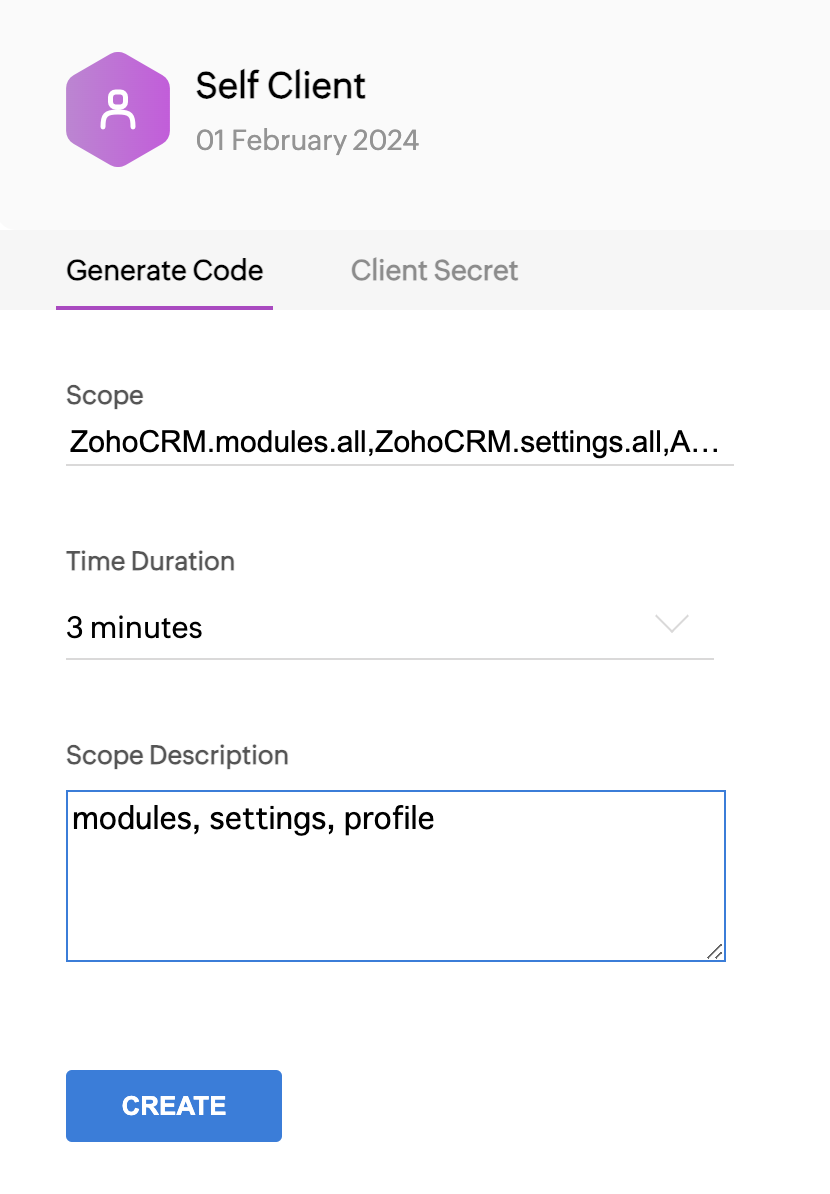 Self Client
01 February 2024
Generate Code Client Secret
Scope
ZohoCRM.modules.all,ZohoCRM.settings.all,A...
Time Duration
3 minutes
Scope Description
modules, settings, profile
CREATE